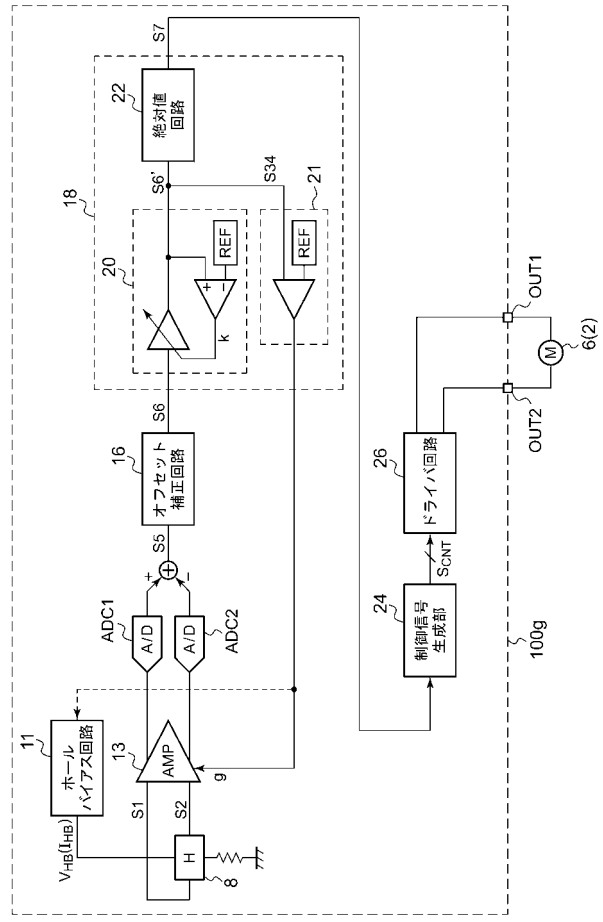 11
ホール
バイアス回路
V_HB(I_HB)
S1
S2
H
8
13
AMP
g
ADC1
A/D
A/D
ADC2
+
−
+
S5
16
オフセット
補正回路
S6
18
20
k
+
−
REF
S6'
S34
21
REF
22
絶対値
回路
S7
24
制御信号
生成部
S_CNT
26
ドライバ回路
OUT1
OUT2
M
6(2)
100g